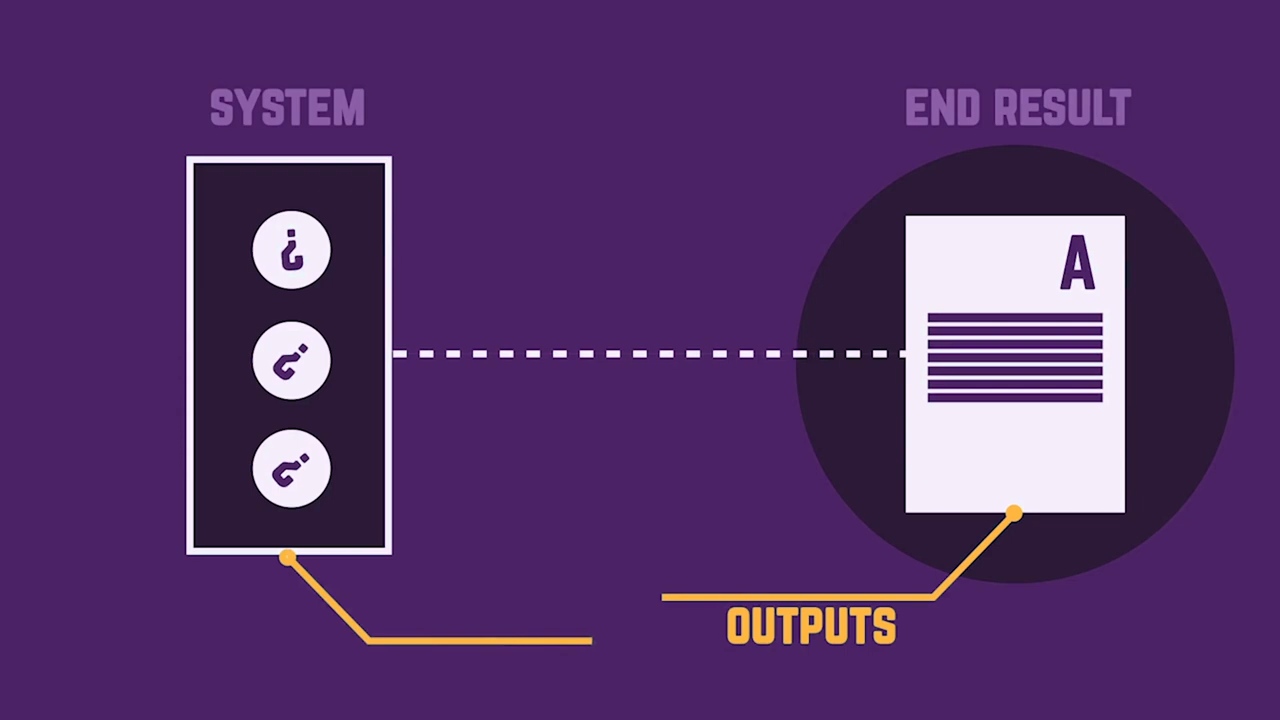 SYSTEM
END RESULT
?
A
?
?
OUTPUTS